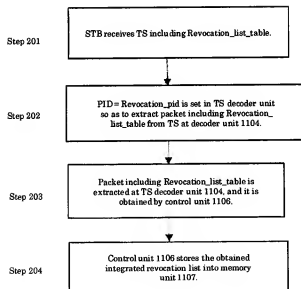 Step 201
STB receives TS including Revocation_list_table.
Step 202
PID = Revocation_pid is set in TS decoder unit
so as to extract packet including Revocation_
list_table from TS at decoder unit 1104.
Step 203
Packet including Revocation_list_table is
extracted at TS decoder unit 1104, and it is
obtained by control unit 1106.
Step 204
Control unit 1106 stores the obtained
integrated revocation list into memory
unit 1107.